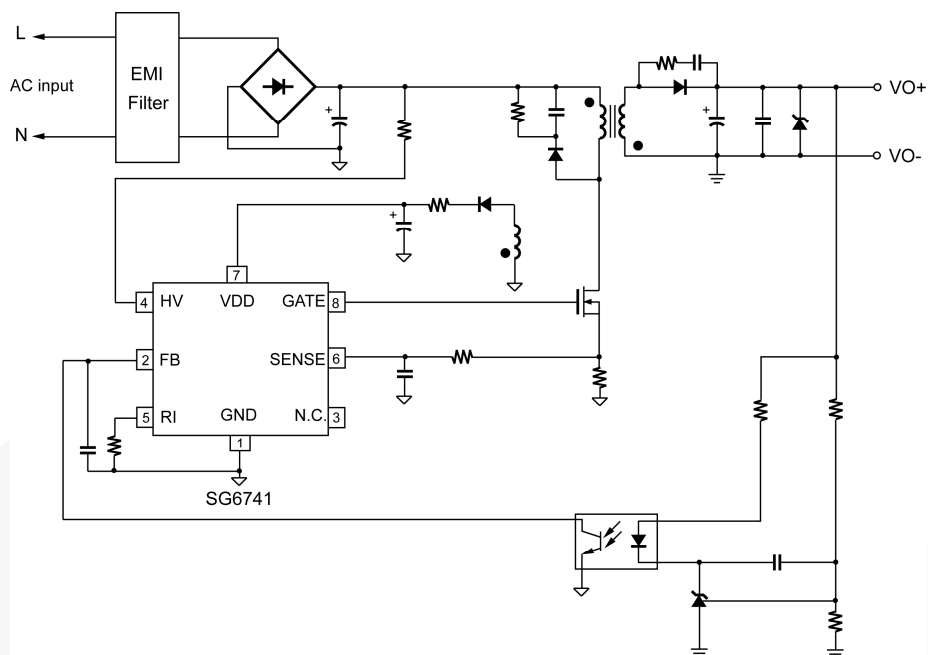 L
AC input
N
EMI
Filter
+
+
VO+
VO-
+
7
VDD
4 HV
GATE 8
2 FB
SENSE 6
5 RI
GND
N.C. 3
1
SG6741